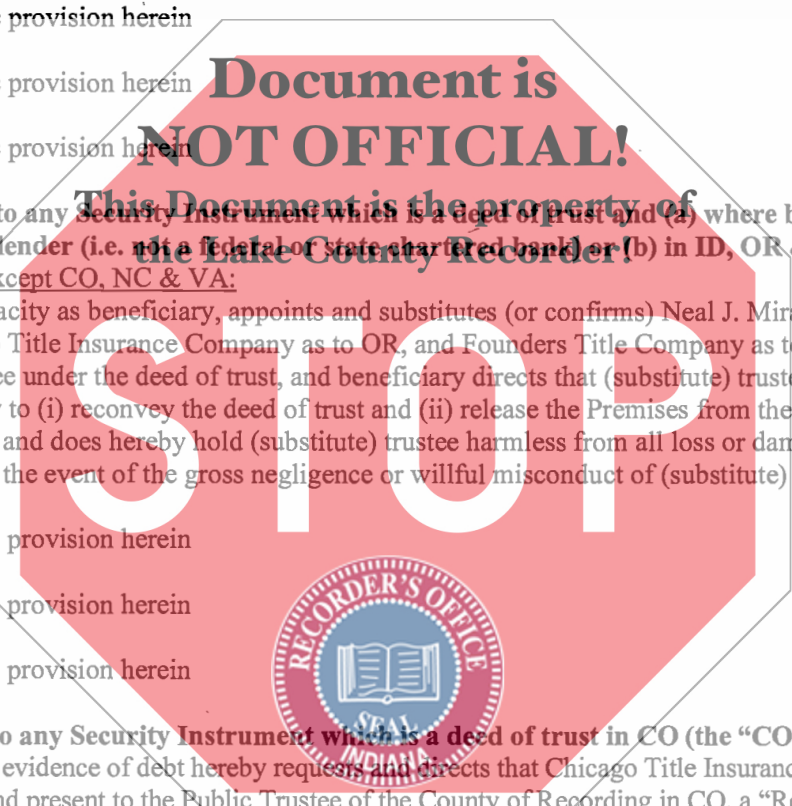 provision herein
provision herein
Document is
provision herein
NOT OFFICIAL!
This Document is the property of
to any Security Instrument which is a deed of trust and (a) where b
the Lake County Recorder!
lender (i.e. not a federal or state chartered bank) or (b) in ID, OR
xcept CO, NC & VA:
acity as beneficiary, appoints and substitutes (or confirms) Neal J. Mira
Title Insurance Company as to OR, and Founders Title Company as to
ee under the deed of trust, and beneficiary directs that (substitute) truste
to (i) reconvey the deed of trust and (ii) release the Premises from the
and does hereby hold (substitute) trustee harmless from all loss or dam
the event of the gross negligence or willful misconduct of (substitute)
STOP
provision herein
provision herein
provision herein
RECORDER'S OFFICE
SEAL
INDIANA
o any Security Instrument which is a deed of trust in CO (the “CO
evidence of debt hereby requests and directs that Chicago Title Insuranc
nd present to the Public Trustee of the County of Recording in CO, a “Re